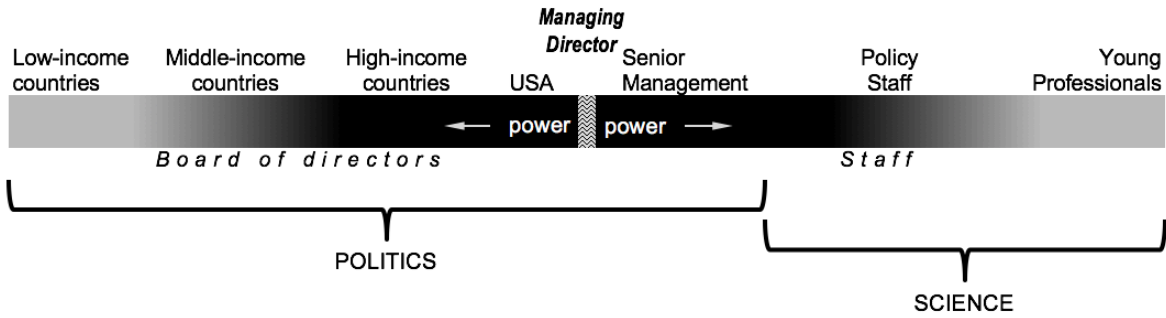 Managing
Director
Low-income
countries
Middle-income
countries
High-income
countries
USA
Senior
Management
Policy
Staff
Young
Professionals
power
power
Board of directors
Staff
POLITICS
SCIENCE